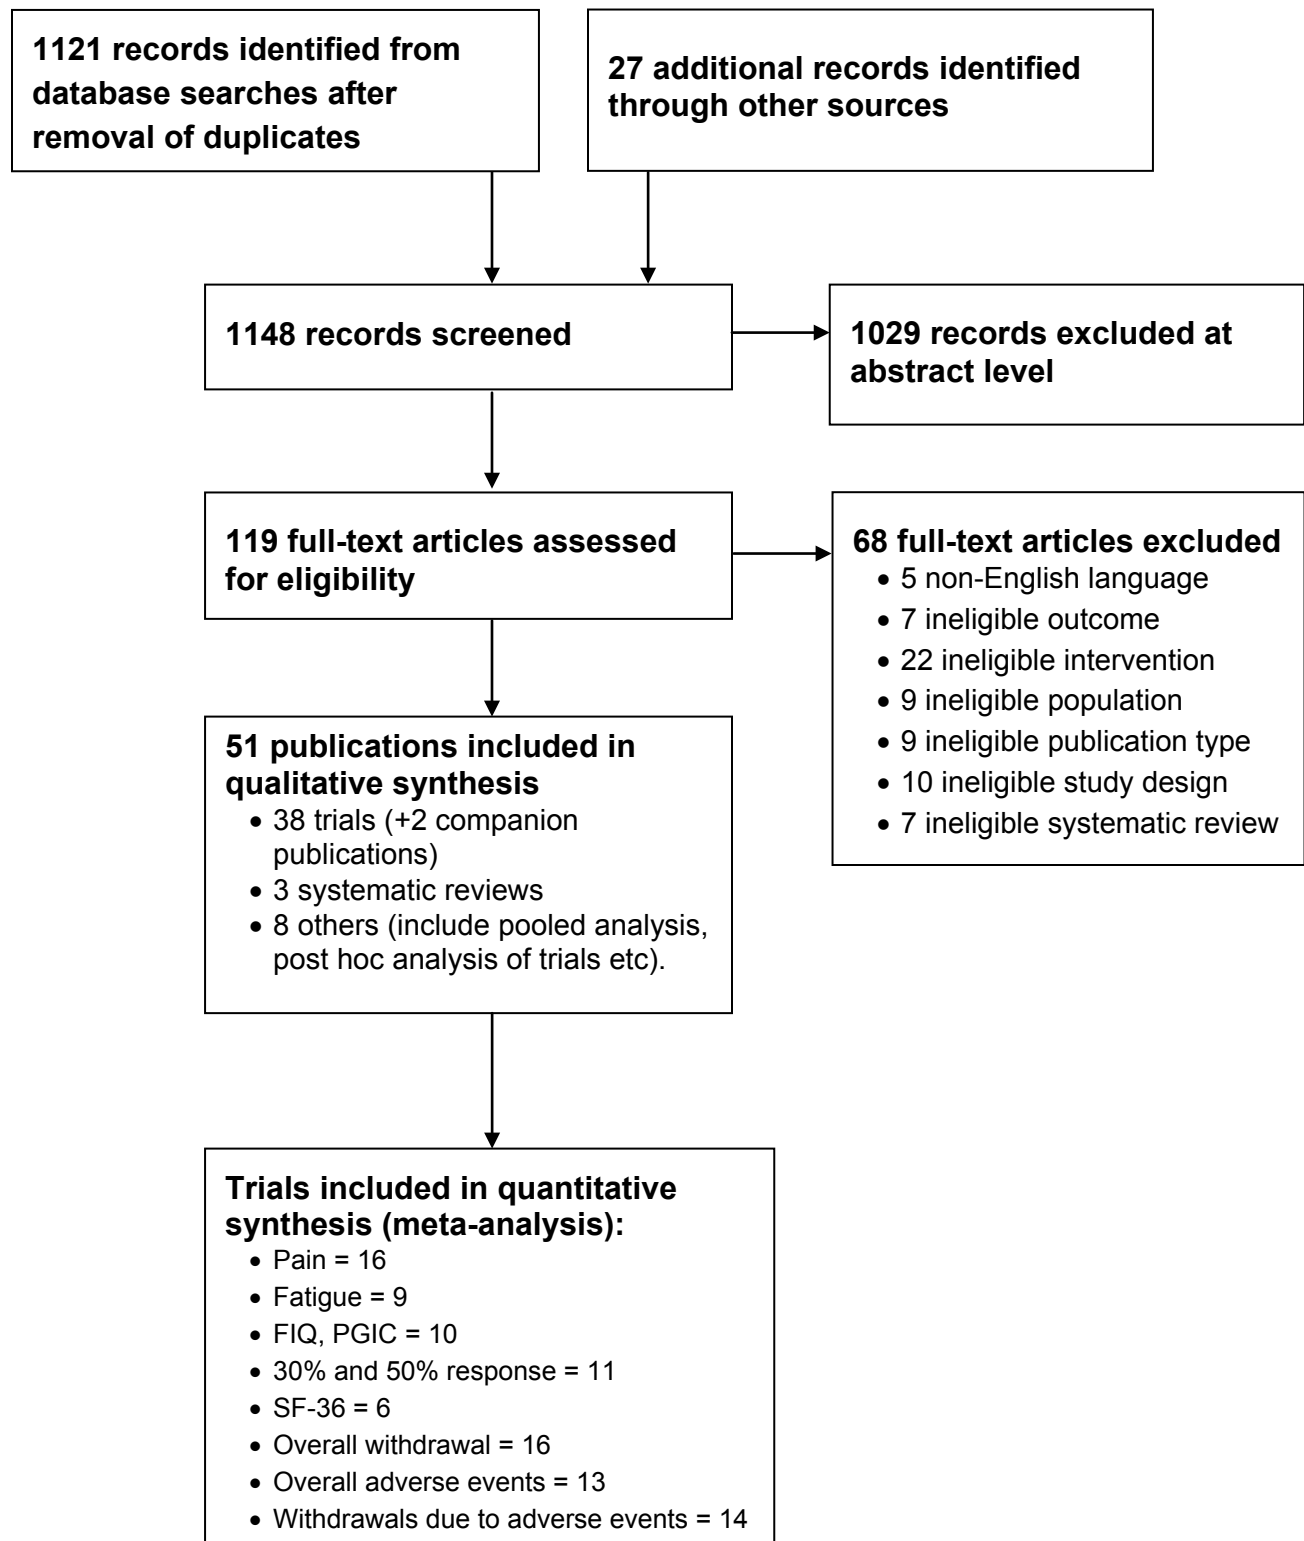 1121 records identified from
database searches after
removal of duplicates
27 additional records identified
through other sources
1148 records screened
1029 records excluded at
abstract level
119 full-text articles assessed
for eligibility
68 full-text articles excluded
• 5 non-English language
• 7 ineligible outcome
• 22 ineligible intervention
• 9 ineligible population
• 9 ineligible publication type
• 10 ineligible study design
• 7 ineligible systematic review
51 publications included in
qualitative synthesis
• 38 trials (+2 companion
publications)
• 3 systematic reviews
• 8 others (include pooled analysis,
post hoc analysis of trials etc).
Trials included in quantitative
synthesis (meta-analysis):
• Pain = 16
• Fatigue = 9
• FIQ, PGIC = 10
• 30% and 50% response = 11
• SF-36 = 6
• Overall withdrawal = 16
• Overall adverse events = 13
• Withdrawals due to adverse events = 14